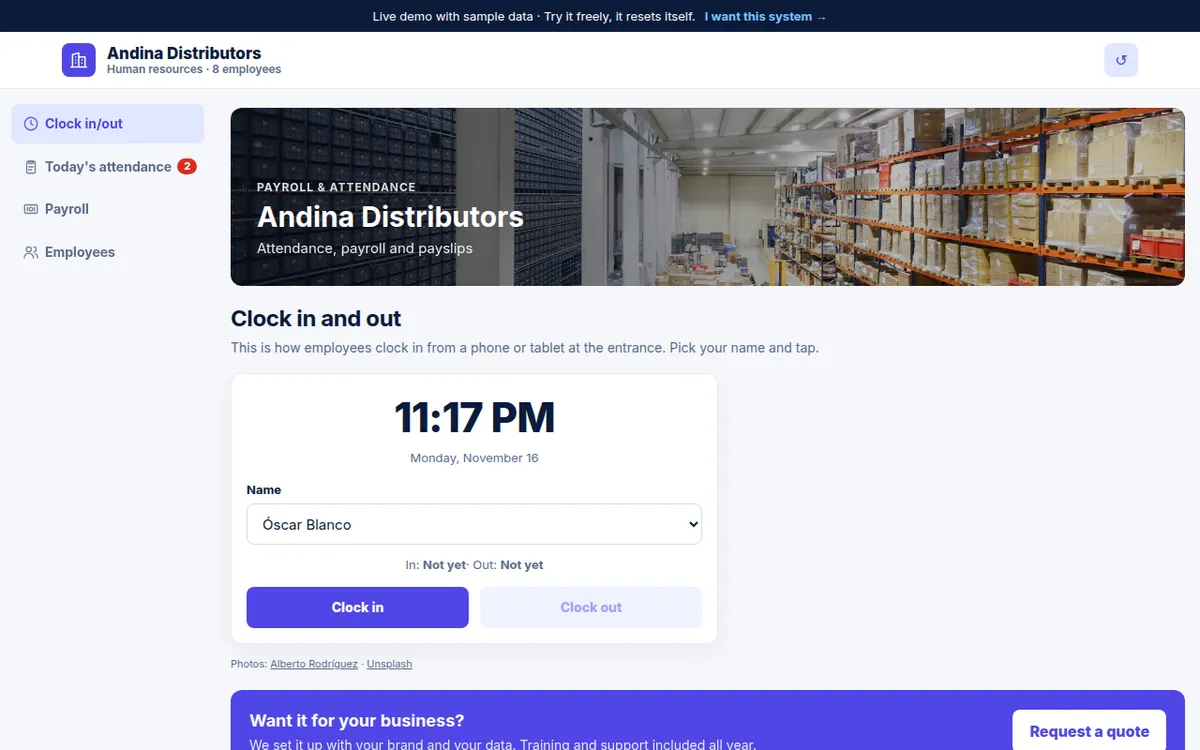 Live demo with sample data · Try it freely, it resets itself. I want this system →
Andina Distributors
Human resources · 8 employees
↺
Clock in/out
Today's attendance 2
Payroll
Employees
PAYROLL & ATTENDANCE
Andina Distributors
Attendance, payroll and payslips
Clock in and out
This is how employees clock in from a phone or tablet at the entrance. Pick your name and tap.
11:17 PM
Monday, November 16
Name
Óscar Blanco
In: Not yet· Out: Not yet
Clock in
Clock out
Photos: Alberto Rodríguez · Unsplash
Want it for your business?
We set it up with your brand and your data. Training and support included all year.
Request a quote